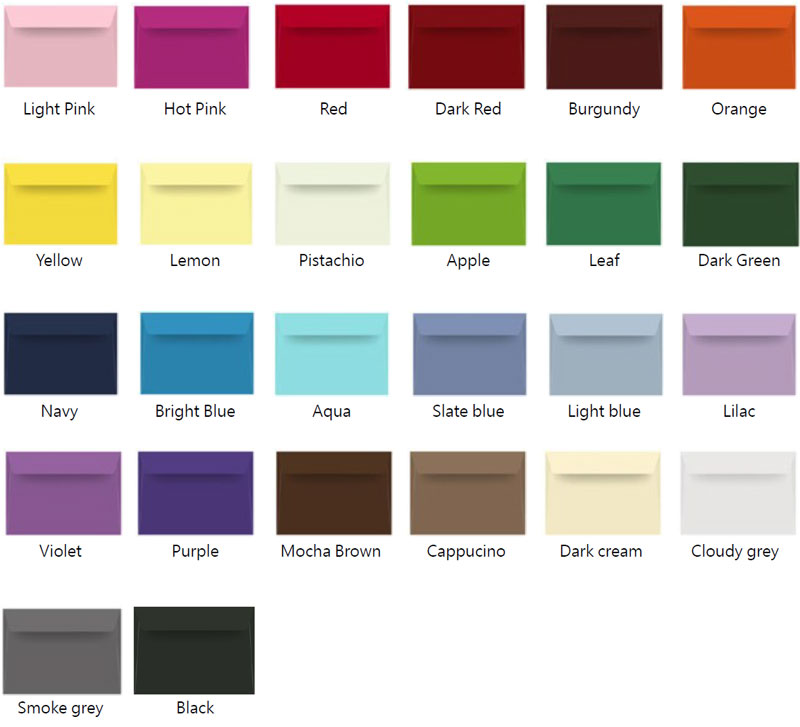 Light Pink
Hot Pink
Red
Dark Red
Burgundy
Orange
Yellow
Lemon
Pistachio
Apple
Leaf
Dark Green
Navy
Bright Blue
Aqua
Slate blue
Light blue
Lilac
Violet
Purple
Mocha Brown
Cappucino
Dark cream
Cloudy grey
Smoke grey
Black